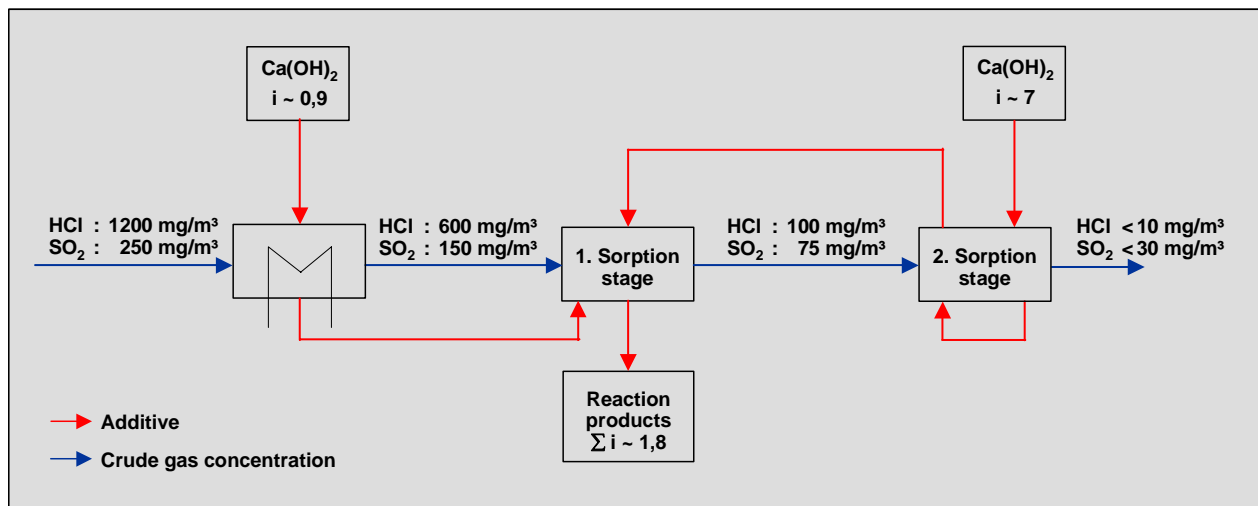 Ca(OH)₂
i ~ 0,9
Ca(OH)₂
i ~ 7
HCl : 1200 mg/m³
SO₂ : 250 mg/m³
HCl : 600 mg/m³
SO₂ : 150 mg/m³
1. Sorption
stage
HCl : 100 mg/m³
SO₂ : 75 mg/m³
2. Sorption
stage
HCl < 10 mg/m³
SO₂ < 30 mg/m³
Reaction
products
∑ i ~ 1,8
Additive
Crude gas concentration